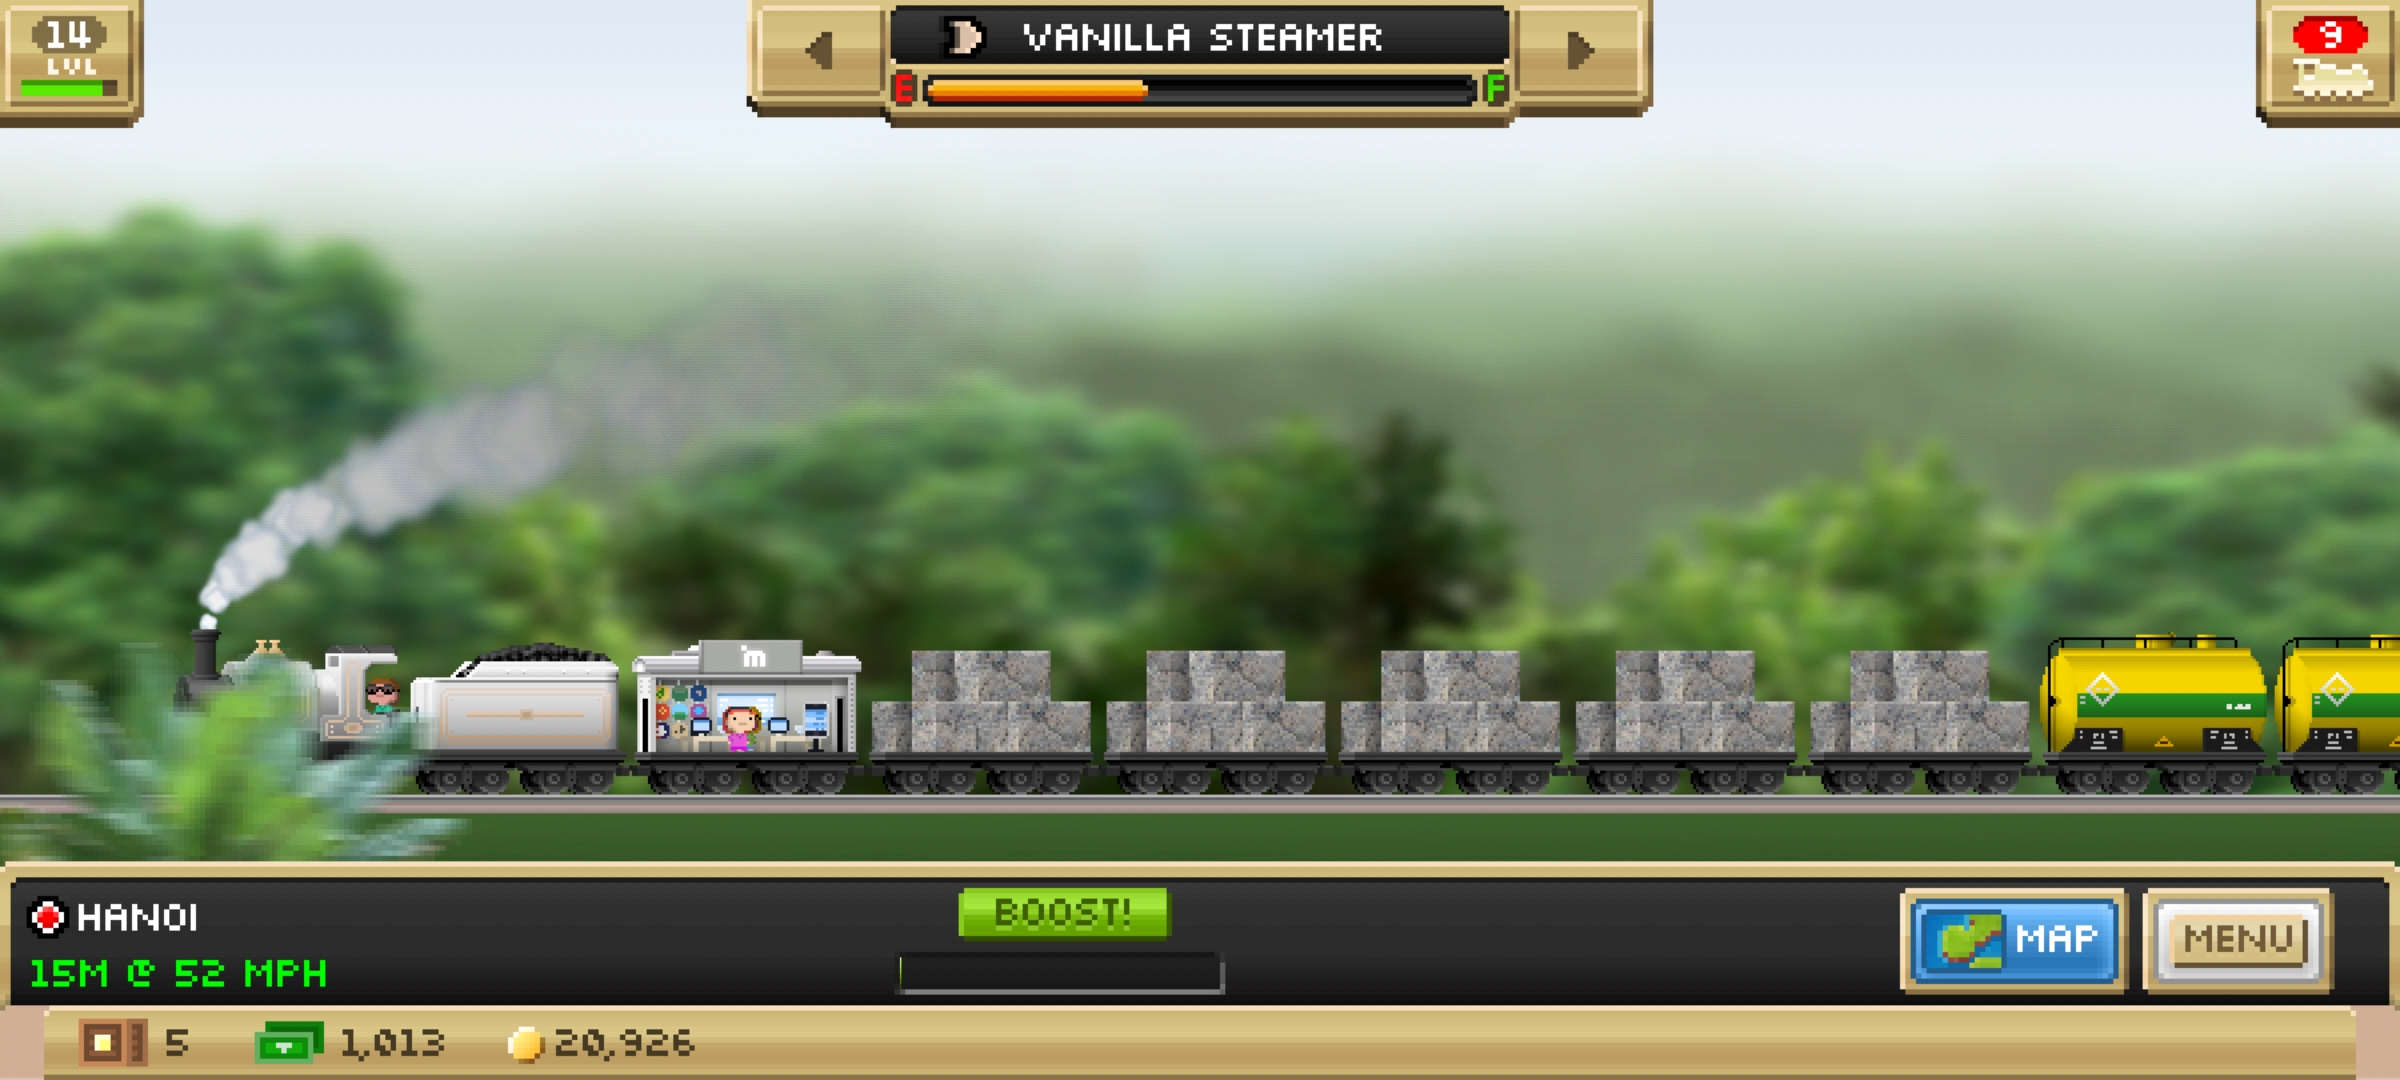 14
LVL
VANILLA STEAMER
E F
9
m
HANOI
15M @ 52 MPH
BOOST!
MAP
MENU
5 1,013 20,926